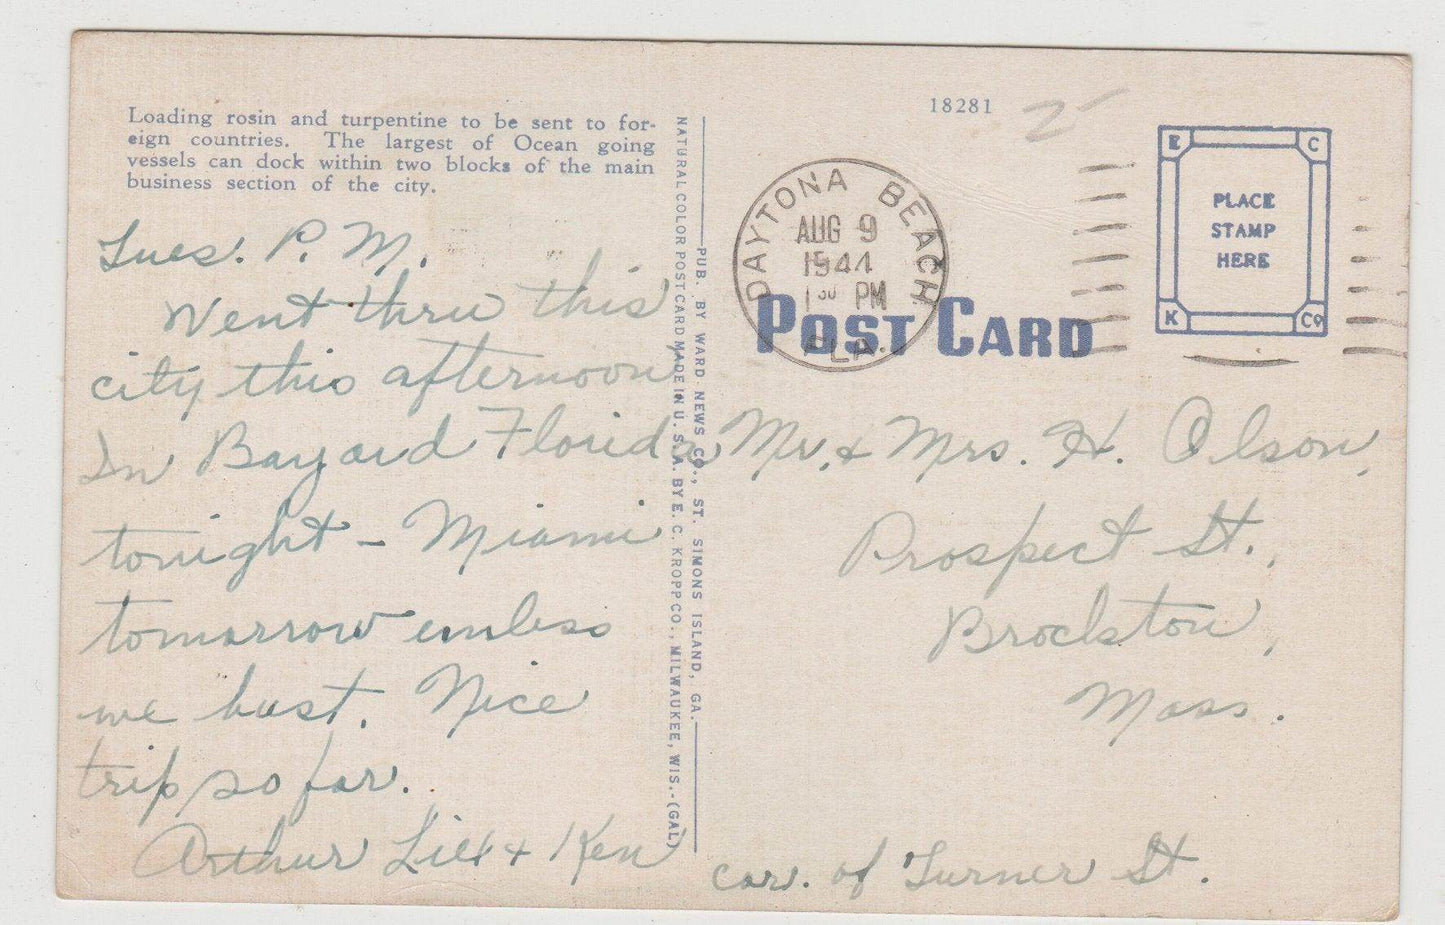 Loading rosin and turpentine to be sent to for-
eign countries. The largest of Ocean going
vessels can dock within two blocks of the main
business section of the city.
Tues. P. M.
Went thru this
city this afternoon
In Bayard Florida
tonight - Miami
tomorrow unless
we bust. Nice
trip so far.
Arthur Lill + Ken
NATURAL COLOR POST CARD MADE IN U. S. A. BY E. C. KROPP CO., MILWAUKEE, WIS.-(GAL)
PUB. BY WARD NEWS CO., ST. SIMONS ISLAND, GA.
18281
DAYTONA BEACH
AUG 9
1944
1 30 PM
FLA.
POST CARD
E C
PLACE
STAMP
HERE
K Co
Mr. + Mrs. H. Olson,
Prospect St.,
Brockton,
Mass.
cor. of Turner St.